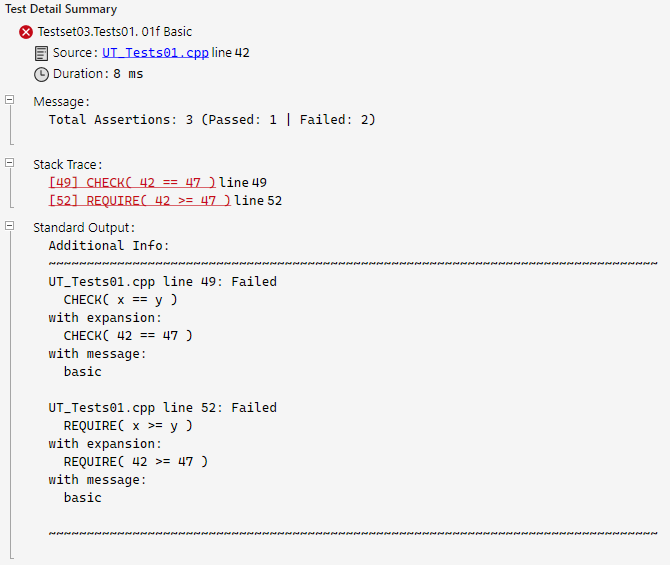 Test Detail Summary
Testset03.Tests01. 01f Basic
Source: UT_Tests01.cpp line 42
Duration: 8 ms
Message:
Total Assertions: 3 (Passed: 1 | Failed: 2)
Stack Trace:
[49] CHECK( 42 == 47 ) line 49
[52] REQUIRE( 42 >= 47 ) line 52
Standard Output:
Additional Info:
~~~~~~~~~~~~~~~~~~~~~~~~~~~~~~~~~~~~~~~~~~~~~~~~~~~~~~~~~~~~~~~~~~~~~~~~~~~~~~~~~
UT_Tests01.cpp line 49: Failed
CHECK( x == y )
with expansion:
CHECK( 42 == 47 )
with message:
basic
UT_Tests01.cpp line 52: Failed
REQUIRE( x >= y )
with expansion:
REQUIRE( 42 >= 47 )
with message:
basic
~~~~~~~~~~~~~~~~~~~~~~~~~~~~~~~~~~~~~~~~~~~~~~~~~~~~~~~~~~~~~~~~~~~~~~~~~~~~~~~~~